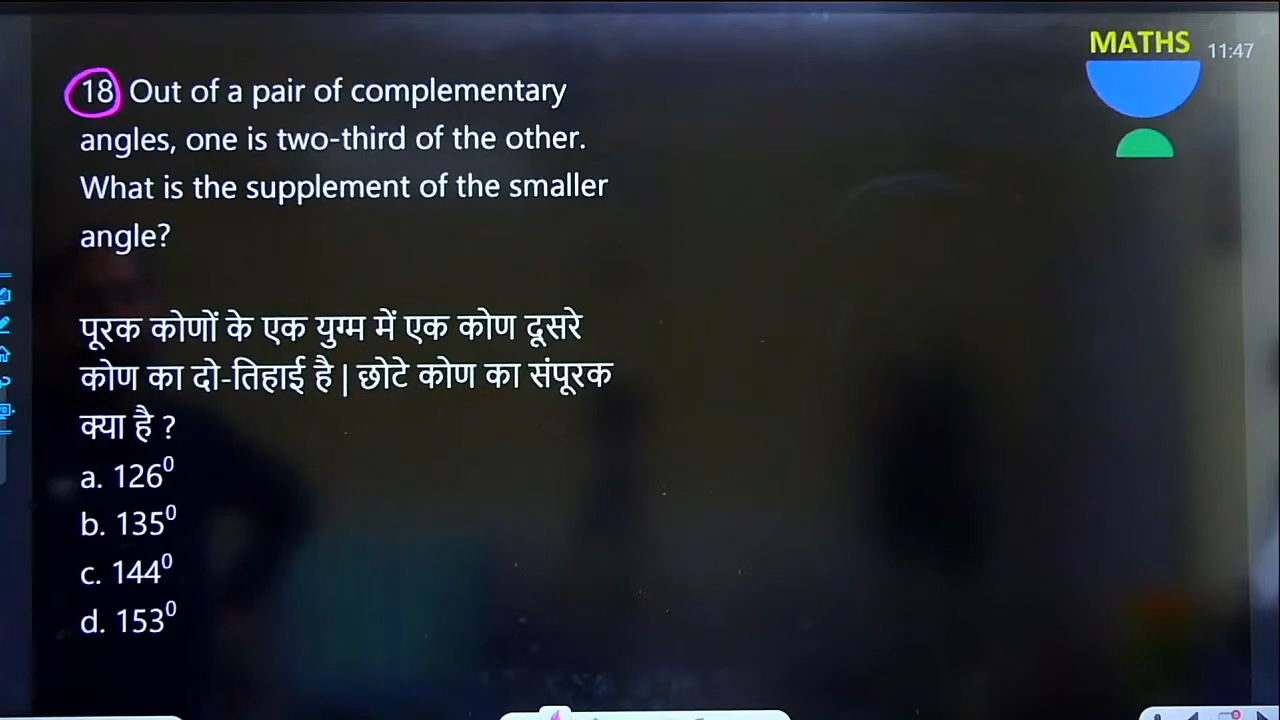 MATHS
11:47
18 Out of a pair of complementary
angles, one is two-third of the other.
What is the supplement of the smaller
angle?
पूरक कोणों के एक युग्म में एक कोण दूसरे
कोण का दो-तिहाई है | छोटे कोण का संपूरक
क्या है ?
a. 126⁰
b. 135⁰
c. 144⁰
d. 153⁰